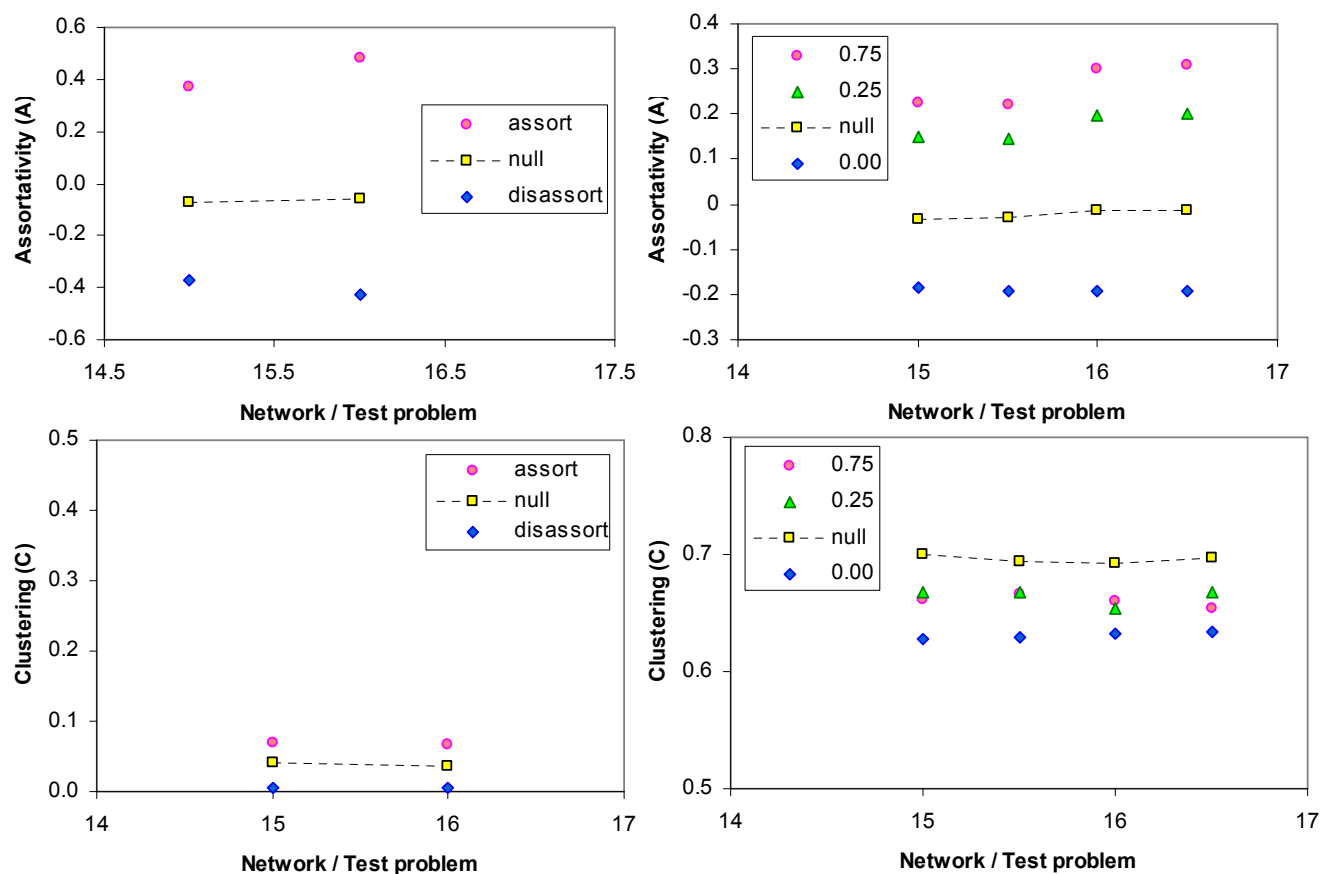 0.6
0.4
0.2
0.0
-0.2
-0.4
-0.6
Assortativity (A)
assort
null
disassort
14.5
15.5
16.5
17.5
Network / Test problem
0.4
0.3
0.2
0.1
0
-0.1
-0.2
-0.3
Assortativity (A)
0.75
0.25
null
0.00
14
15
16
17
Network / Test problem
0.5
0.4
0.3
0.2
0.1
0.0
Clustering (C)
assort
null
disassort
14
15
16
17
Network / Test problem
0.8
0.7
0.6
0.5
Clustering (C)
0.75
0.25
null
0.00
14
15
16
17
Network / Test problem